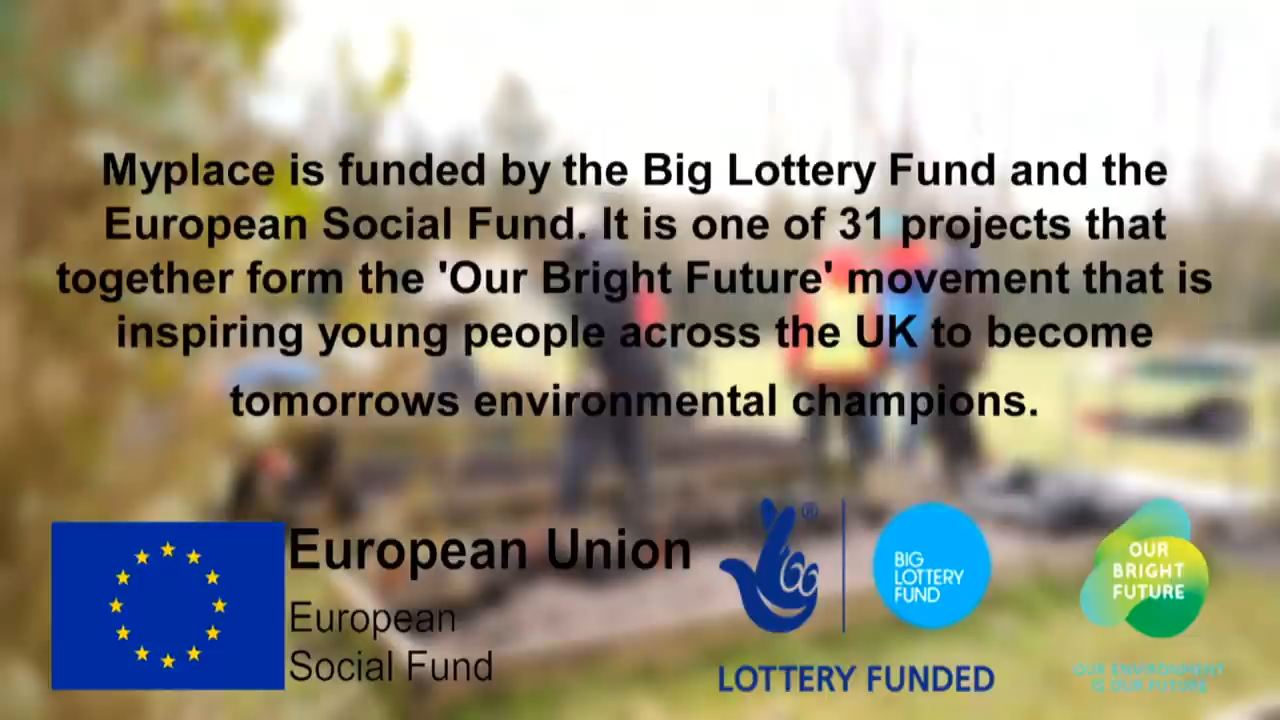 Myplace is funded by the Big Lottery Fund and the
European Social Fund. It is one of 31 projects that
together form the 'Our Bright Future' movement that is
inspiring young people across the UK to become
tomorrows environmental champions.
European Union
European
Social Fund
®
BIG
LOTTERY
FUND
LOTTERY FUNDED
OUR
BRIGHT
FUTURE
OUR ENVIRONMENT
IS OUR FUTURE